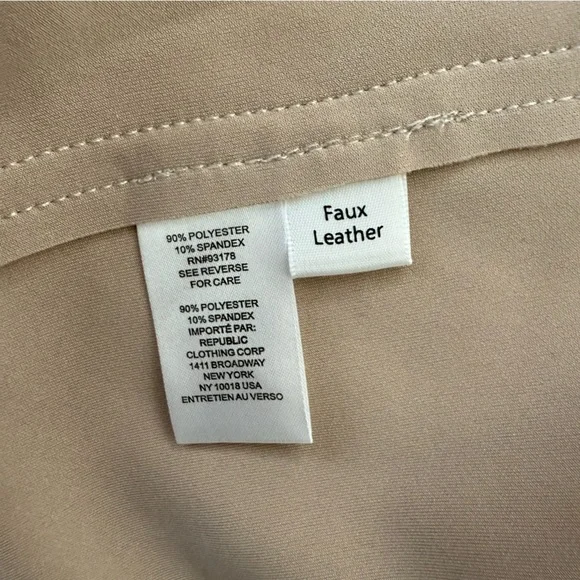 90% POLYESTER
10% SPANDEX
RN#93178
SEE REVERSE
FOR CARE
90% POLYESTER
10% SPANDEX
IMPORTÉ PAR:
REPUBLIC
CLOTHING CORP
1411 BROADWAY
NEW YORK
NY 10018 USA
ENTRETIEN AU VERSO
Faux
Leather